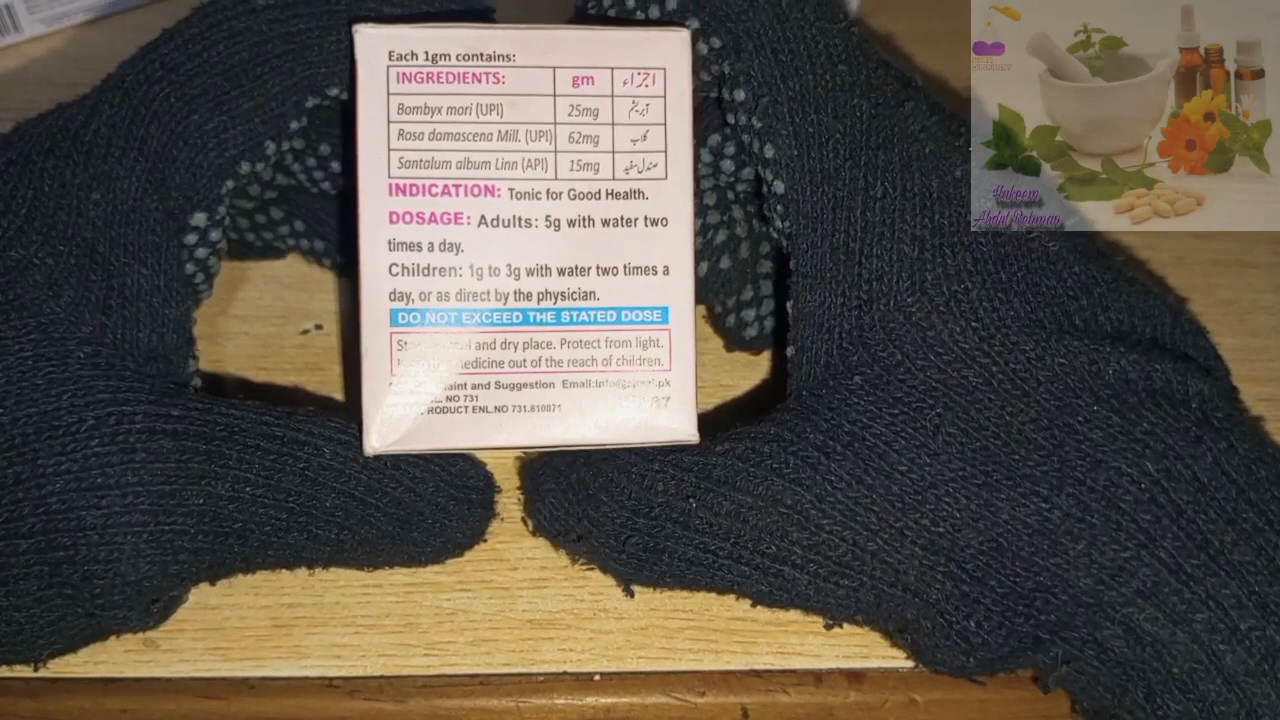 Each 1gm contains:
INGREDIENTS: gm اجزاء
Bombyx mori (UPI) 25mg آبریشم
Rosa damascena Mill. (UPI) 62mg گلاب
Santalum album Linn (API) 15mg صندل سفید
INDICATION: Tonic for Good Health.
DOSAGE: Adults: 5g with water two
times a day.
Children: 1g to 3g with water two times a
day, or as direct by the physician.
DO NOT EXCEED THE STATED DOSE
and dry place. Protect from light.
medicine out of the reach of children.
and Suggestion Email:
NO 731
ENL.NO 731.810871
Hakeem
Abdul Rehman